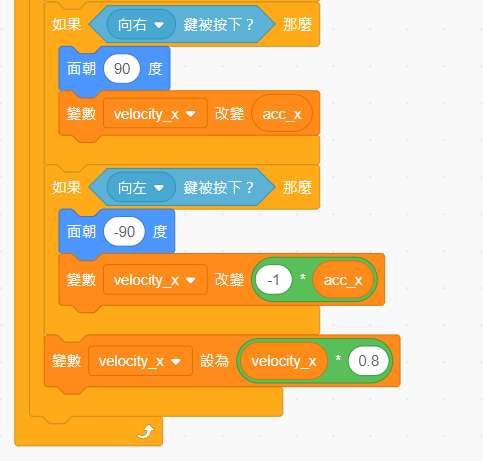 如果 向右 鍵被按下？ 那麼
面朝 90 度
變數 velocity_x 改變 acc_x
如果 向左 鍵被按下？ 那麼
面朝 -90 度
變數 velocity_x 改變 -1 * acc_x
變數 velocity_x 設為 velocity_x * 0.8